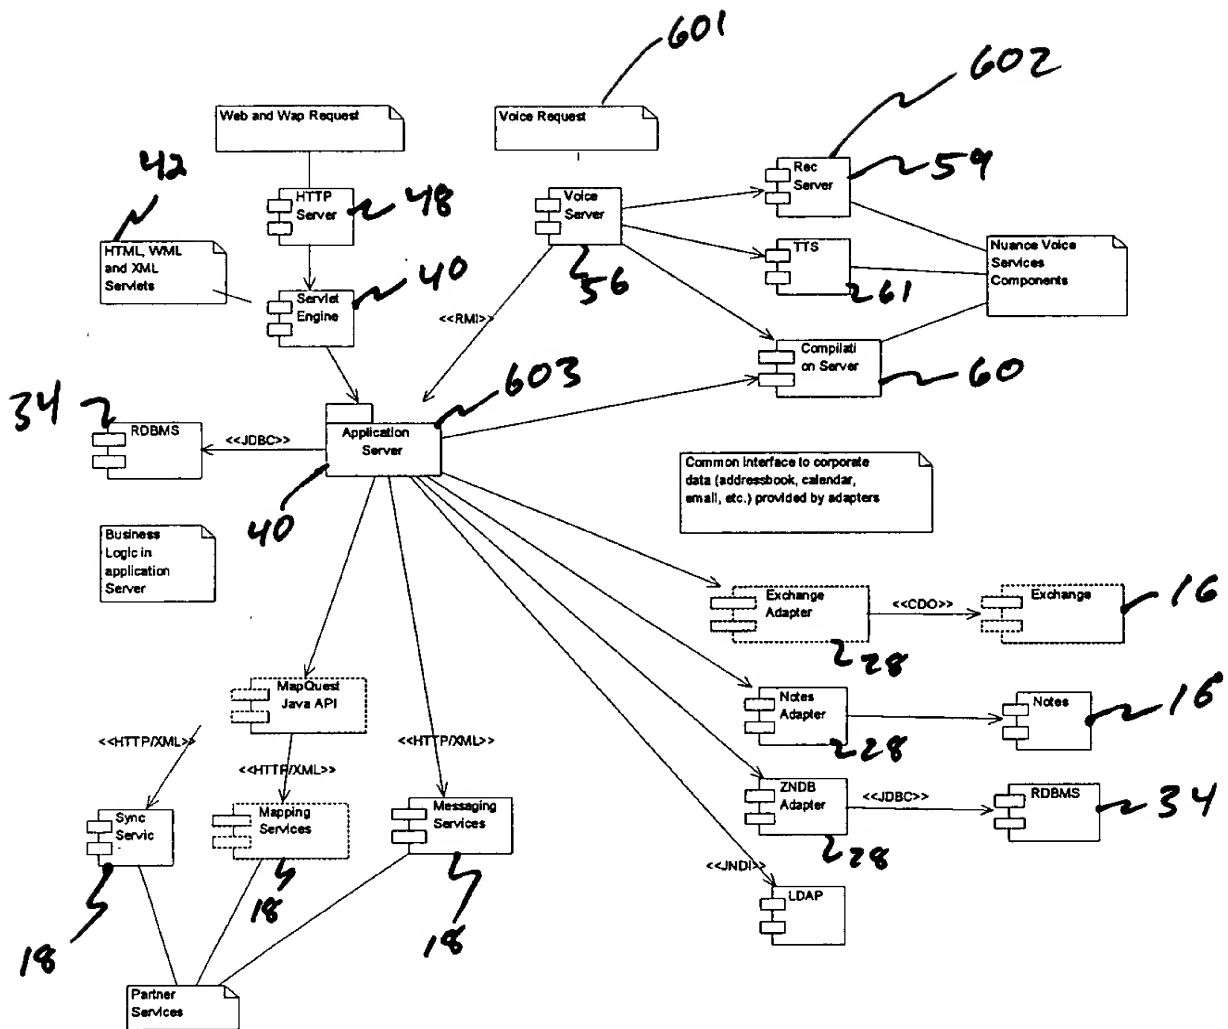 601
602
Web and Wap Request
Voice Request
42
HTTP
Server
48
Voice
Server
56
Rec
Server
59
HTML, WML
and XML
Servlets
Servlet
Engine
40
TTS
61
Nuance Voice
Services
Components
<<RMI>>
Compilati
on Server
60
34
RDBMS
<<JDBC>>
603
Application
Server
40
Common interface to corporate
data (addressbook, calendar,
email, etc.) provided by adapters
Business
Logic in
application
Server
Exchange
Adapter
28
<<CDO>>
Exchange
16
MapQuest
Java API
Notes
Adapter
28
Notes
16
<<HTTP/XML>>
<<HTTP/XML>>
<<HTTP/XML>>
ZNDB
Adapter
28
<<JDBC>>
RDBMS
34
Sync
Servic
18
Mapping
Services
18
Messaging
Services
18
<<JNDI>>
LDAP
Partner
Services